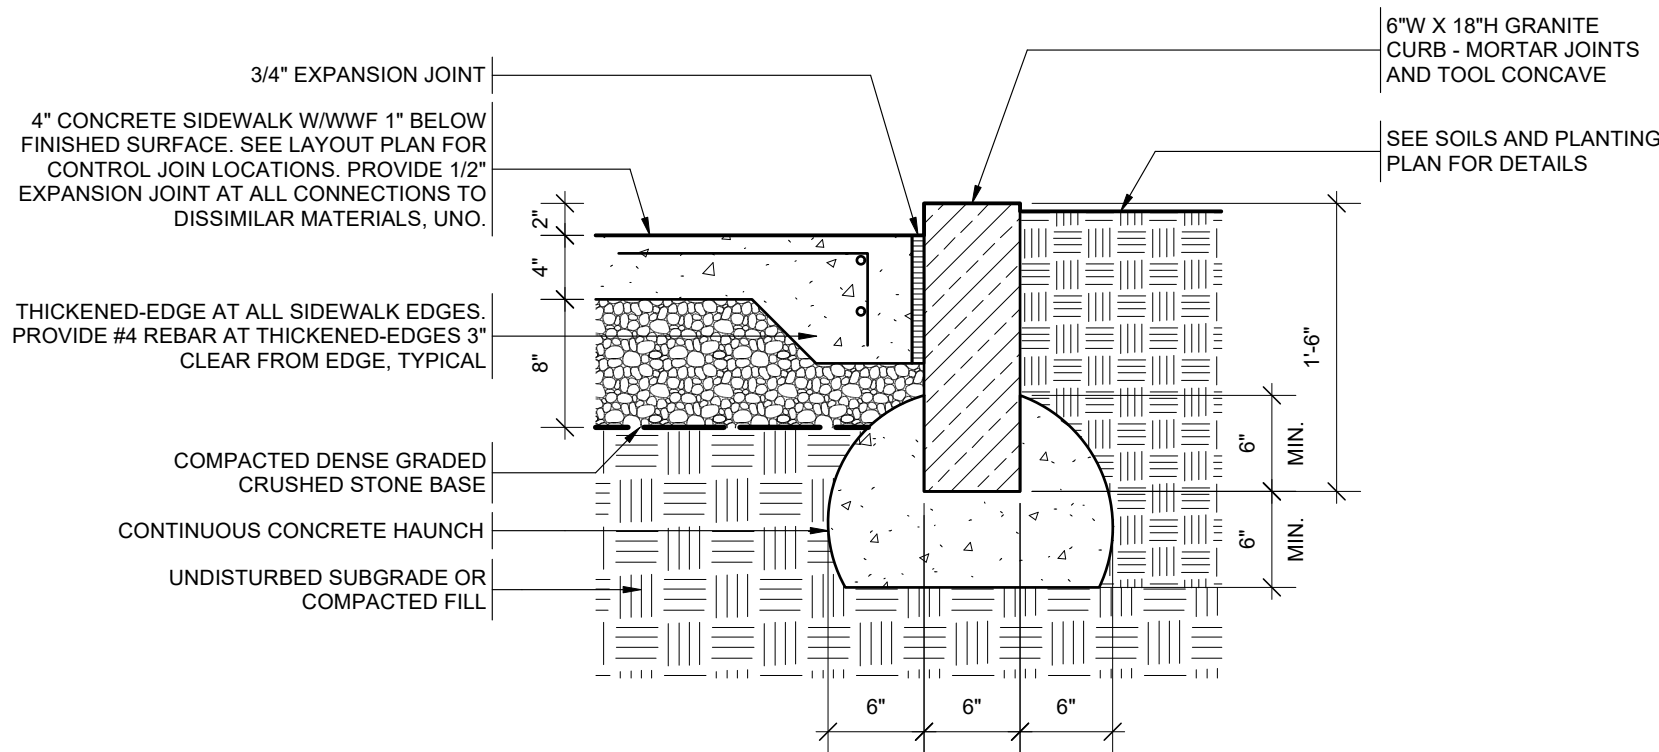 3/4" EXPANSION JOINT
4" CONCRETE SIDEWALK W/WWF 1" BELOW
FINISHED SURFACE. SEE LAYOUT PLAN FOR
CONTROL JOIN LOCATIONS. PROVIDE 1/2"
EXPANSION JOINT AT ALL CONNECTIONS TO
DISSIMILAR MATERIALS, UNO.
THICKENED-EDGE AT ALL SIDEWALK EDGES.
PROVIDE #4 REBAR AT THICKENED-EDGES 3"
CLEAR FROM EDGE, TYPICAL
COMPACTED DENSE GRADED
CRUSHED STONE BASE
CONTINUOUS CONCRETE HAUNCH
UNDISTURBED SUBGRADE OR
COMPACTED FILL
2"
4"
8"
6"W X 18"H GRANITE
CURB - MORTAR JOINTS
AND TOOL CONCAVE
SEE SOILS AND PLANTING
PLAN FOR DETAILS
1'-6"
6"
MIN.
6"
MIN.
6"
6"
6"